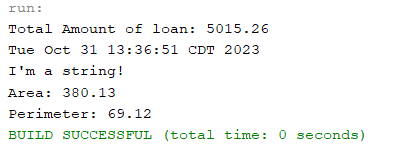 run:
Total Amount of loan: 5015.26
Tue Oct 31 13:36:51 CDT 2023
I'm a string!
Area: 380.13
Perimeter: 69.12
BUILD SUCCESSFUL (total time: 0 seconds)